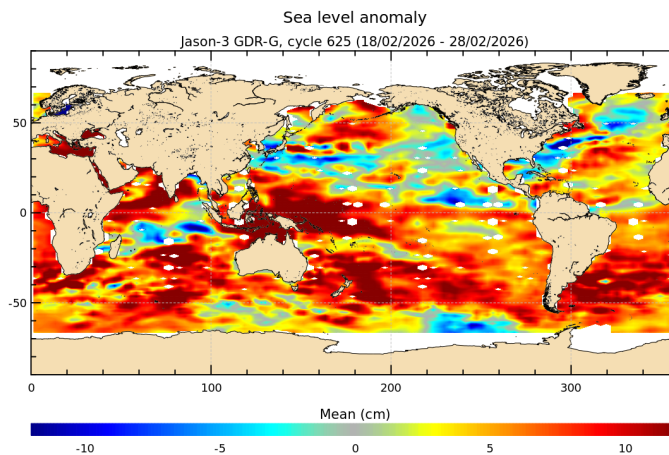 Sea level anomaly
Jason-3 GDR-G, cycle 625 (18/02/2026 - 28/02/2026)
50
0
-50
0 100 200 300
Mean (cm)
-10 -5 0 5 10